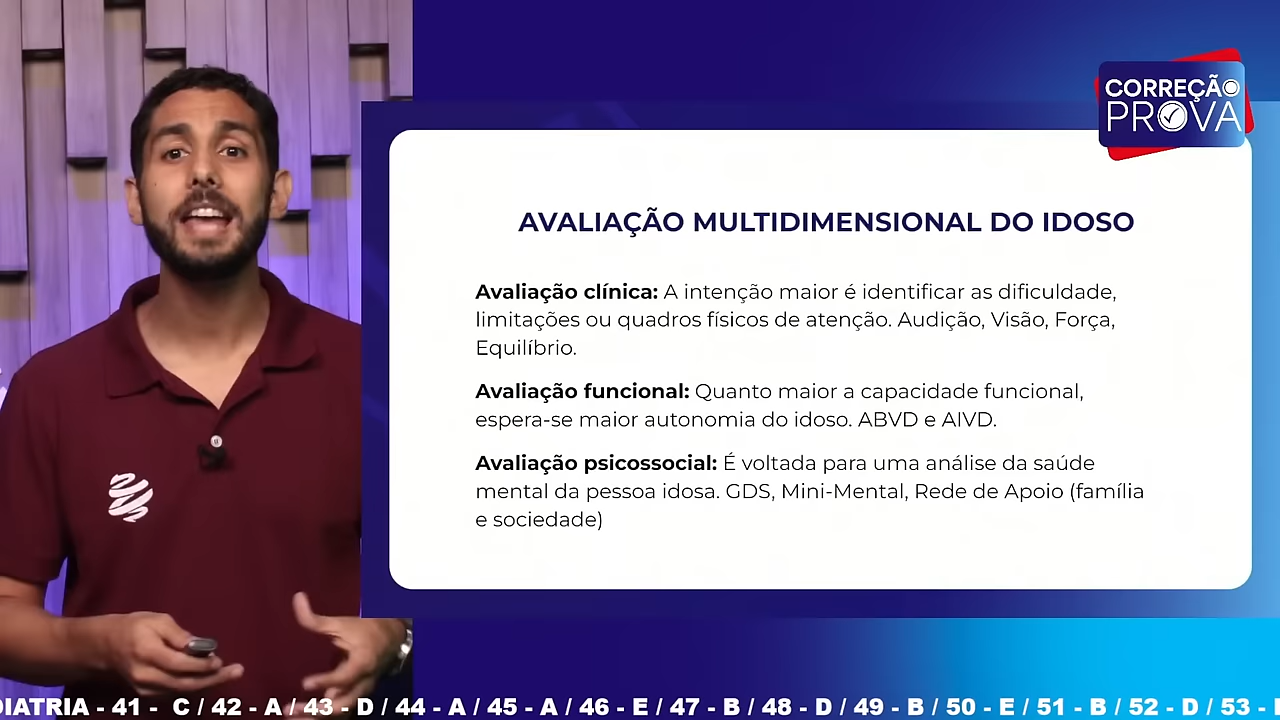 CORREÇÃO
PROVA
AVALIAÇÃO MULTIDIMENSIONAL DO IDOSO
Avaliação clínica: A intenção maior é identificar as dificuldade,
limitações ou quadros físicos de atenção. Audição, Visão, Força,
Equilíbrio.
Avaliação funcional: Quanto maior a capacidade funcional,
espera-se maior autonomia do idoso. ABVD e AIVD.
Avaliação psicossocial: É voltada para uma análise da saúde
mental da pessoa idosa. GDS, Mini-Mental, Rede de Apoio (família
e sociedade)
DIATRIA - 41 - C / 42 - A / 43 - D / 44 - A / 45 - A / 46 - E / 47 - B / 48 - D / 49 - B / 50 - E / 51 - B / 52 - D / 53 -